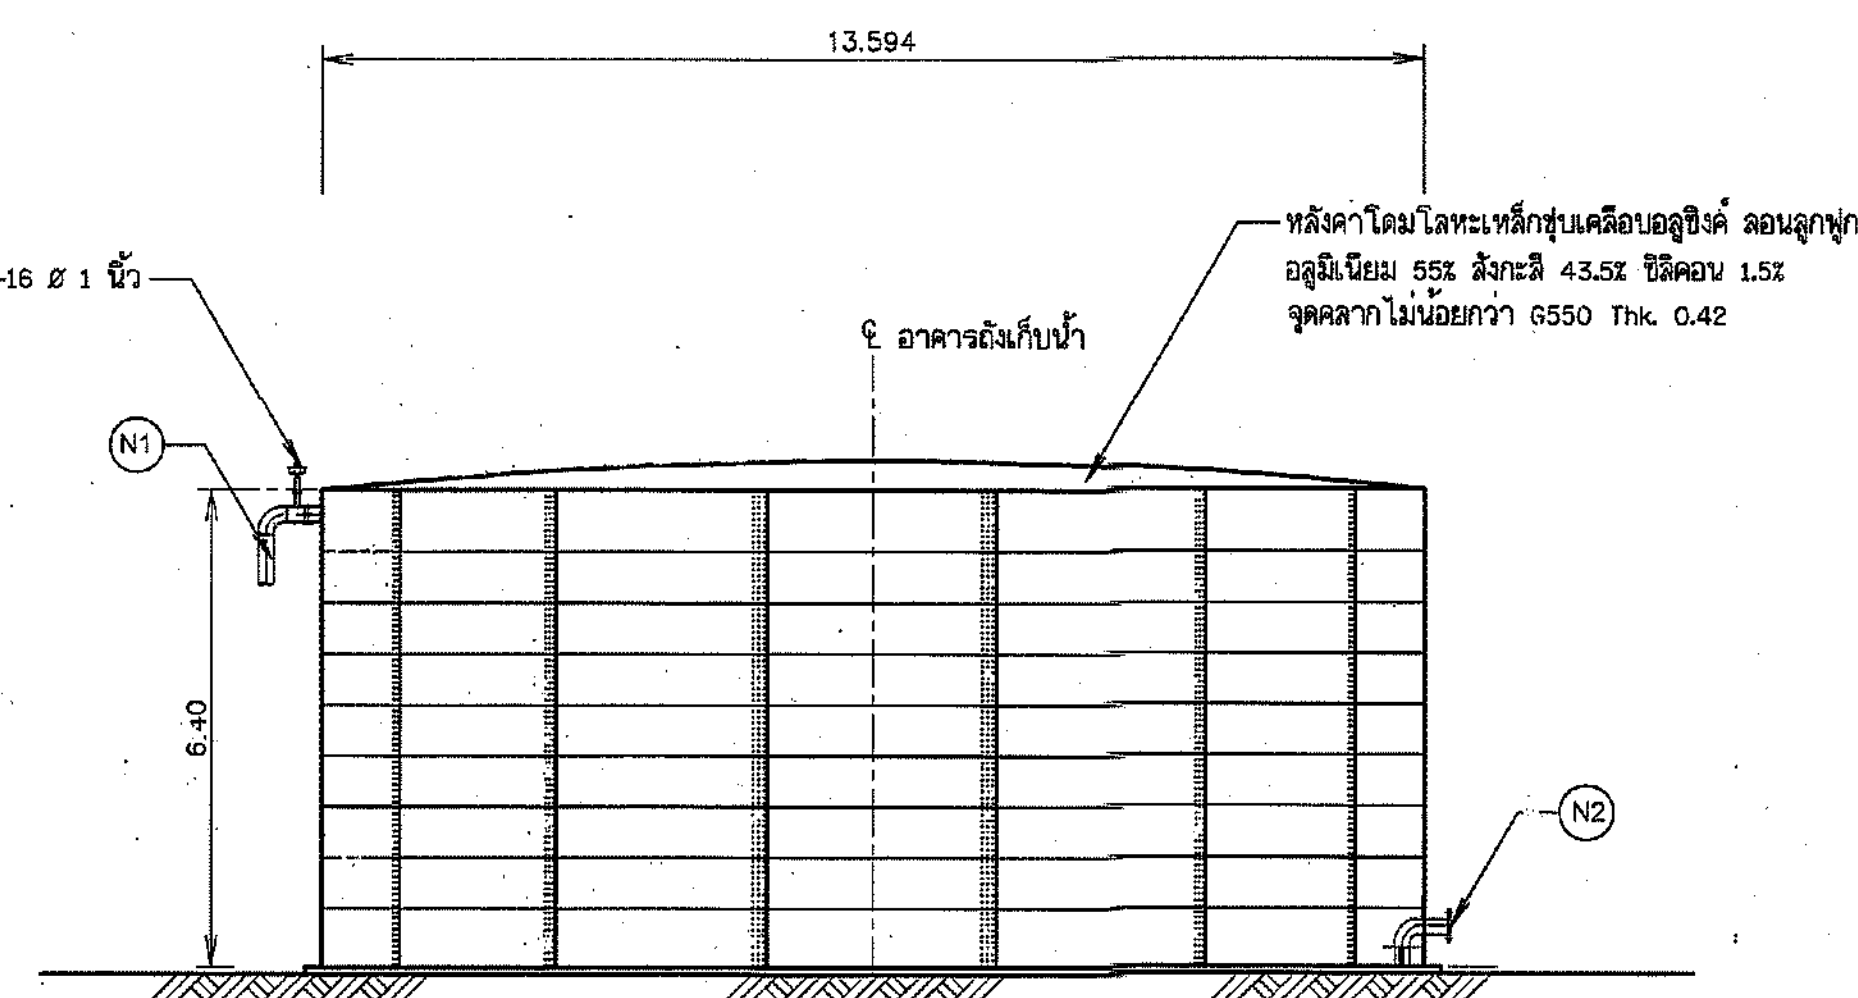 13.594
หลังคาโดมโลหะเหล็กชุบเคลือบอลูซิงค์ ลอนลูกฟูก
อลูมิเนียม 55% สังกะสี 43.5% ซิลิคอน 1.5%
จุดคลากไม่น้อยกว่า G550 Thk. 0.42
-16 Ø 1 นิ้ว
℄ อาคารถังเก็บน้ำ
N1
6.40
N2